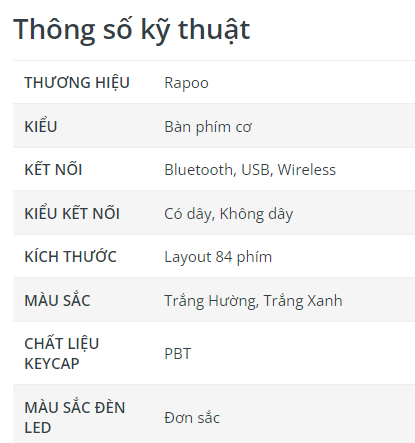 Thông số kỹ thuật
THƯƠNG HIỆU Rapoo
KIỂU Bàn phím cơ
KẾT NỐI Bluetooth, USB, Wireless
KIỂU KẾT NỐI Có dây, Không dây
KÍCH THƯỚC Layout 84 phím
MÀU SẮC Trắng Hường, Trắng Xanh
CHẤT LIỆU
KEYCAP PBT
MÀU SẮC ĐÈN
LED Đơn sắc